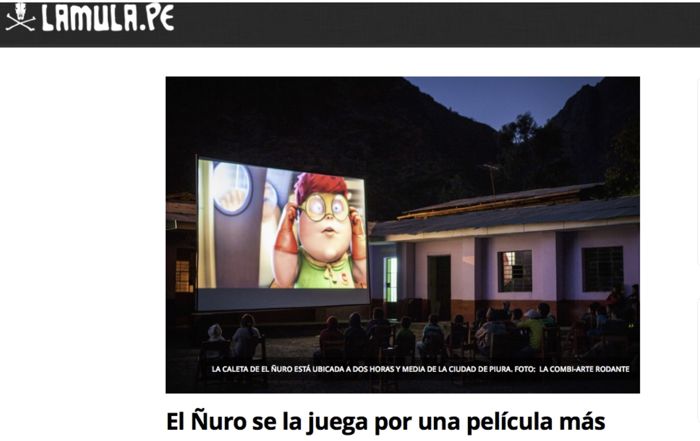 LAMULA.PE
LA CALETA DE EL ÑURO ESTÁ UBICADA A DOS HORAS Y MEDIA DE LA CIUDAD DE PIURA. FOTO: LA COMBI-ARTE RODANTE
El Ñuro se la juega por una película más